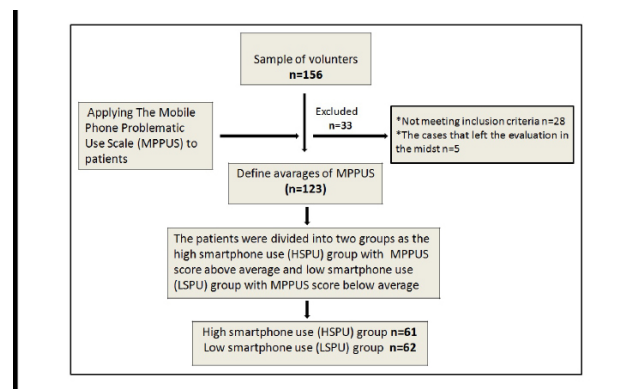 Sample of volunters
n=156
Applying The Mobile
Phone Problematic
Use Scale (MPPUS) to
patients
Excluded
n=33
*Not meeting inclusion criteria n=28
*The cases that left the evaluation in
the midst n=5
Define avarages of MPPUS
(n=123)
The patients were divided into two groups as the
high smartphone use (HSPU) group with MPPUS
score above average and low smartphone use
(LSPU) group with MPPUS score below average
High smartphone use (HSPU) group n=61
Low smartphone use (LSPU) group n=62